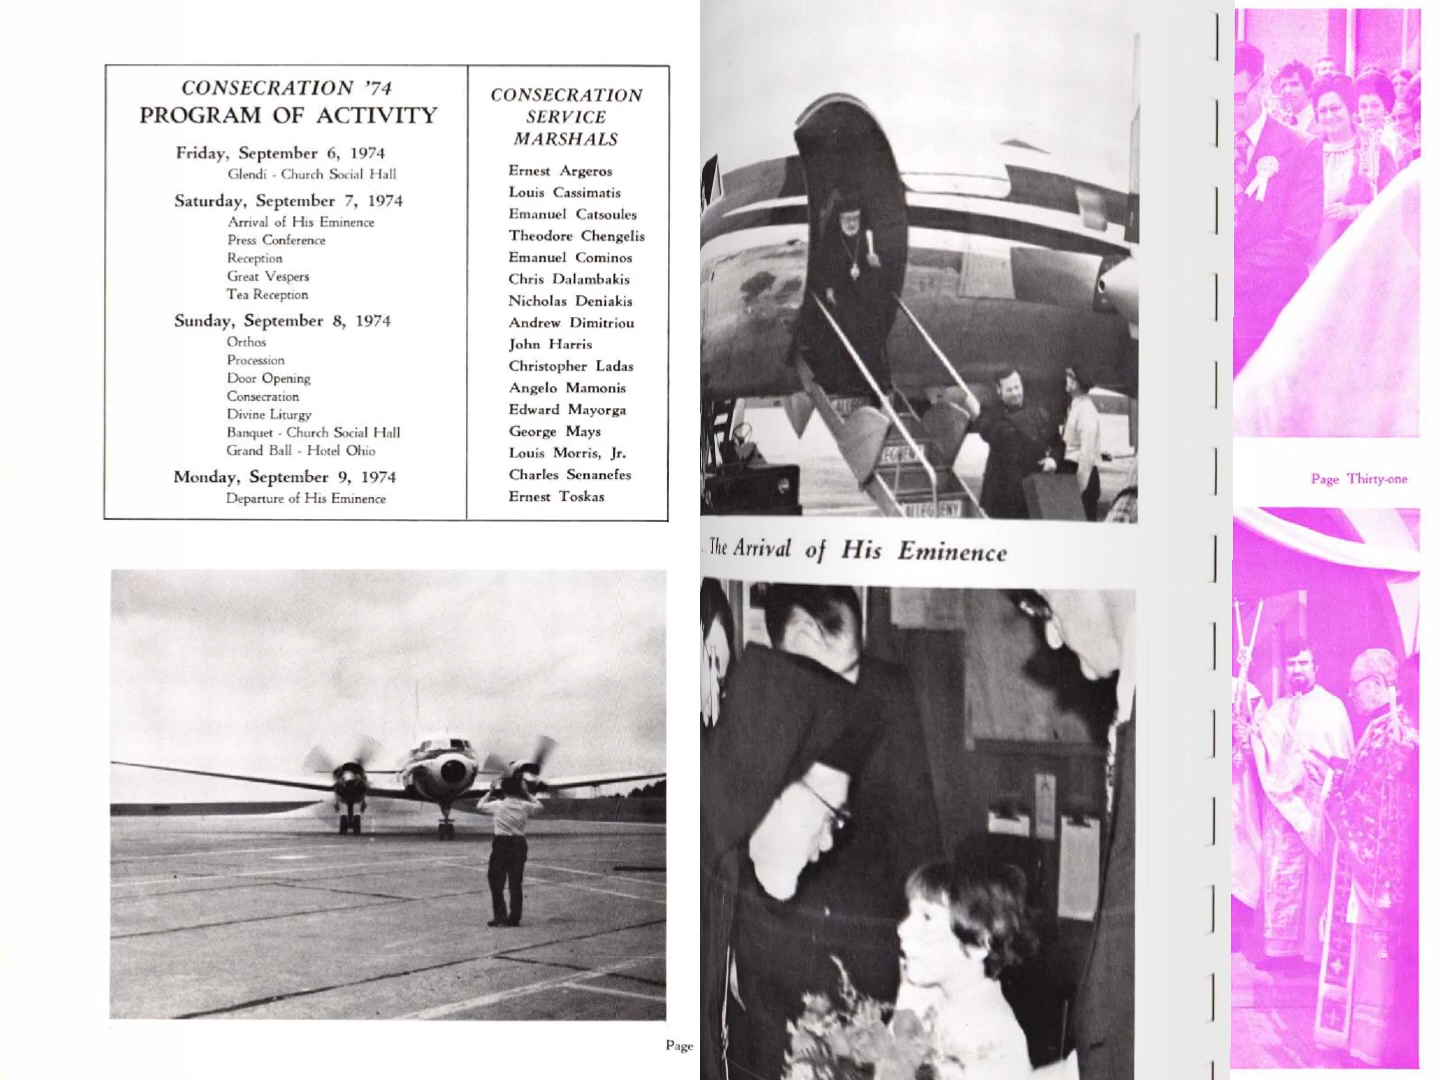 CONSECRATION '74
PROGRAM OF ACTIVITY
Friday, September 6, 1974
Glendi - Church Social Hall
Saturday, September 7, 1974
Arrival of His Eminence
Press Conference
Reception
Great Vespers
Tea Reception
Sunday, September 8, 1974
Orthos
Procession
Door Opening
Consecration
Divine Liturgy
Banquet - Church Social Hall
Grand Ball - Hotel Ohio
Monday, September 9, 1974
Departure of His Eminence
CONSECRATION
SERVICE
MARSHALS
Ernest Argeros
Louis Cassimatis
Emanuel Catsoules
Theodore Chengelis
Emanuel Cominos
Chris Dalambakis
Nicholas Deniakis
Andrew Dimitriou
John Harris
Christopher Ladas
Angelo Mamonis
Edward Mayorga
George Mays
Louis Morris, Jr.
Charles Senanefes
Ernest Toskas
Page
The Arrival of His Eminence
Page Thirty-one